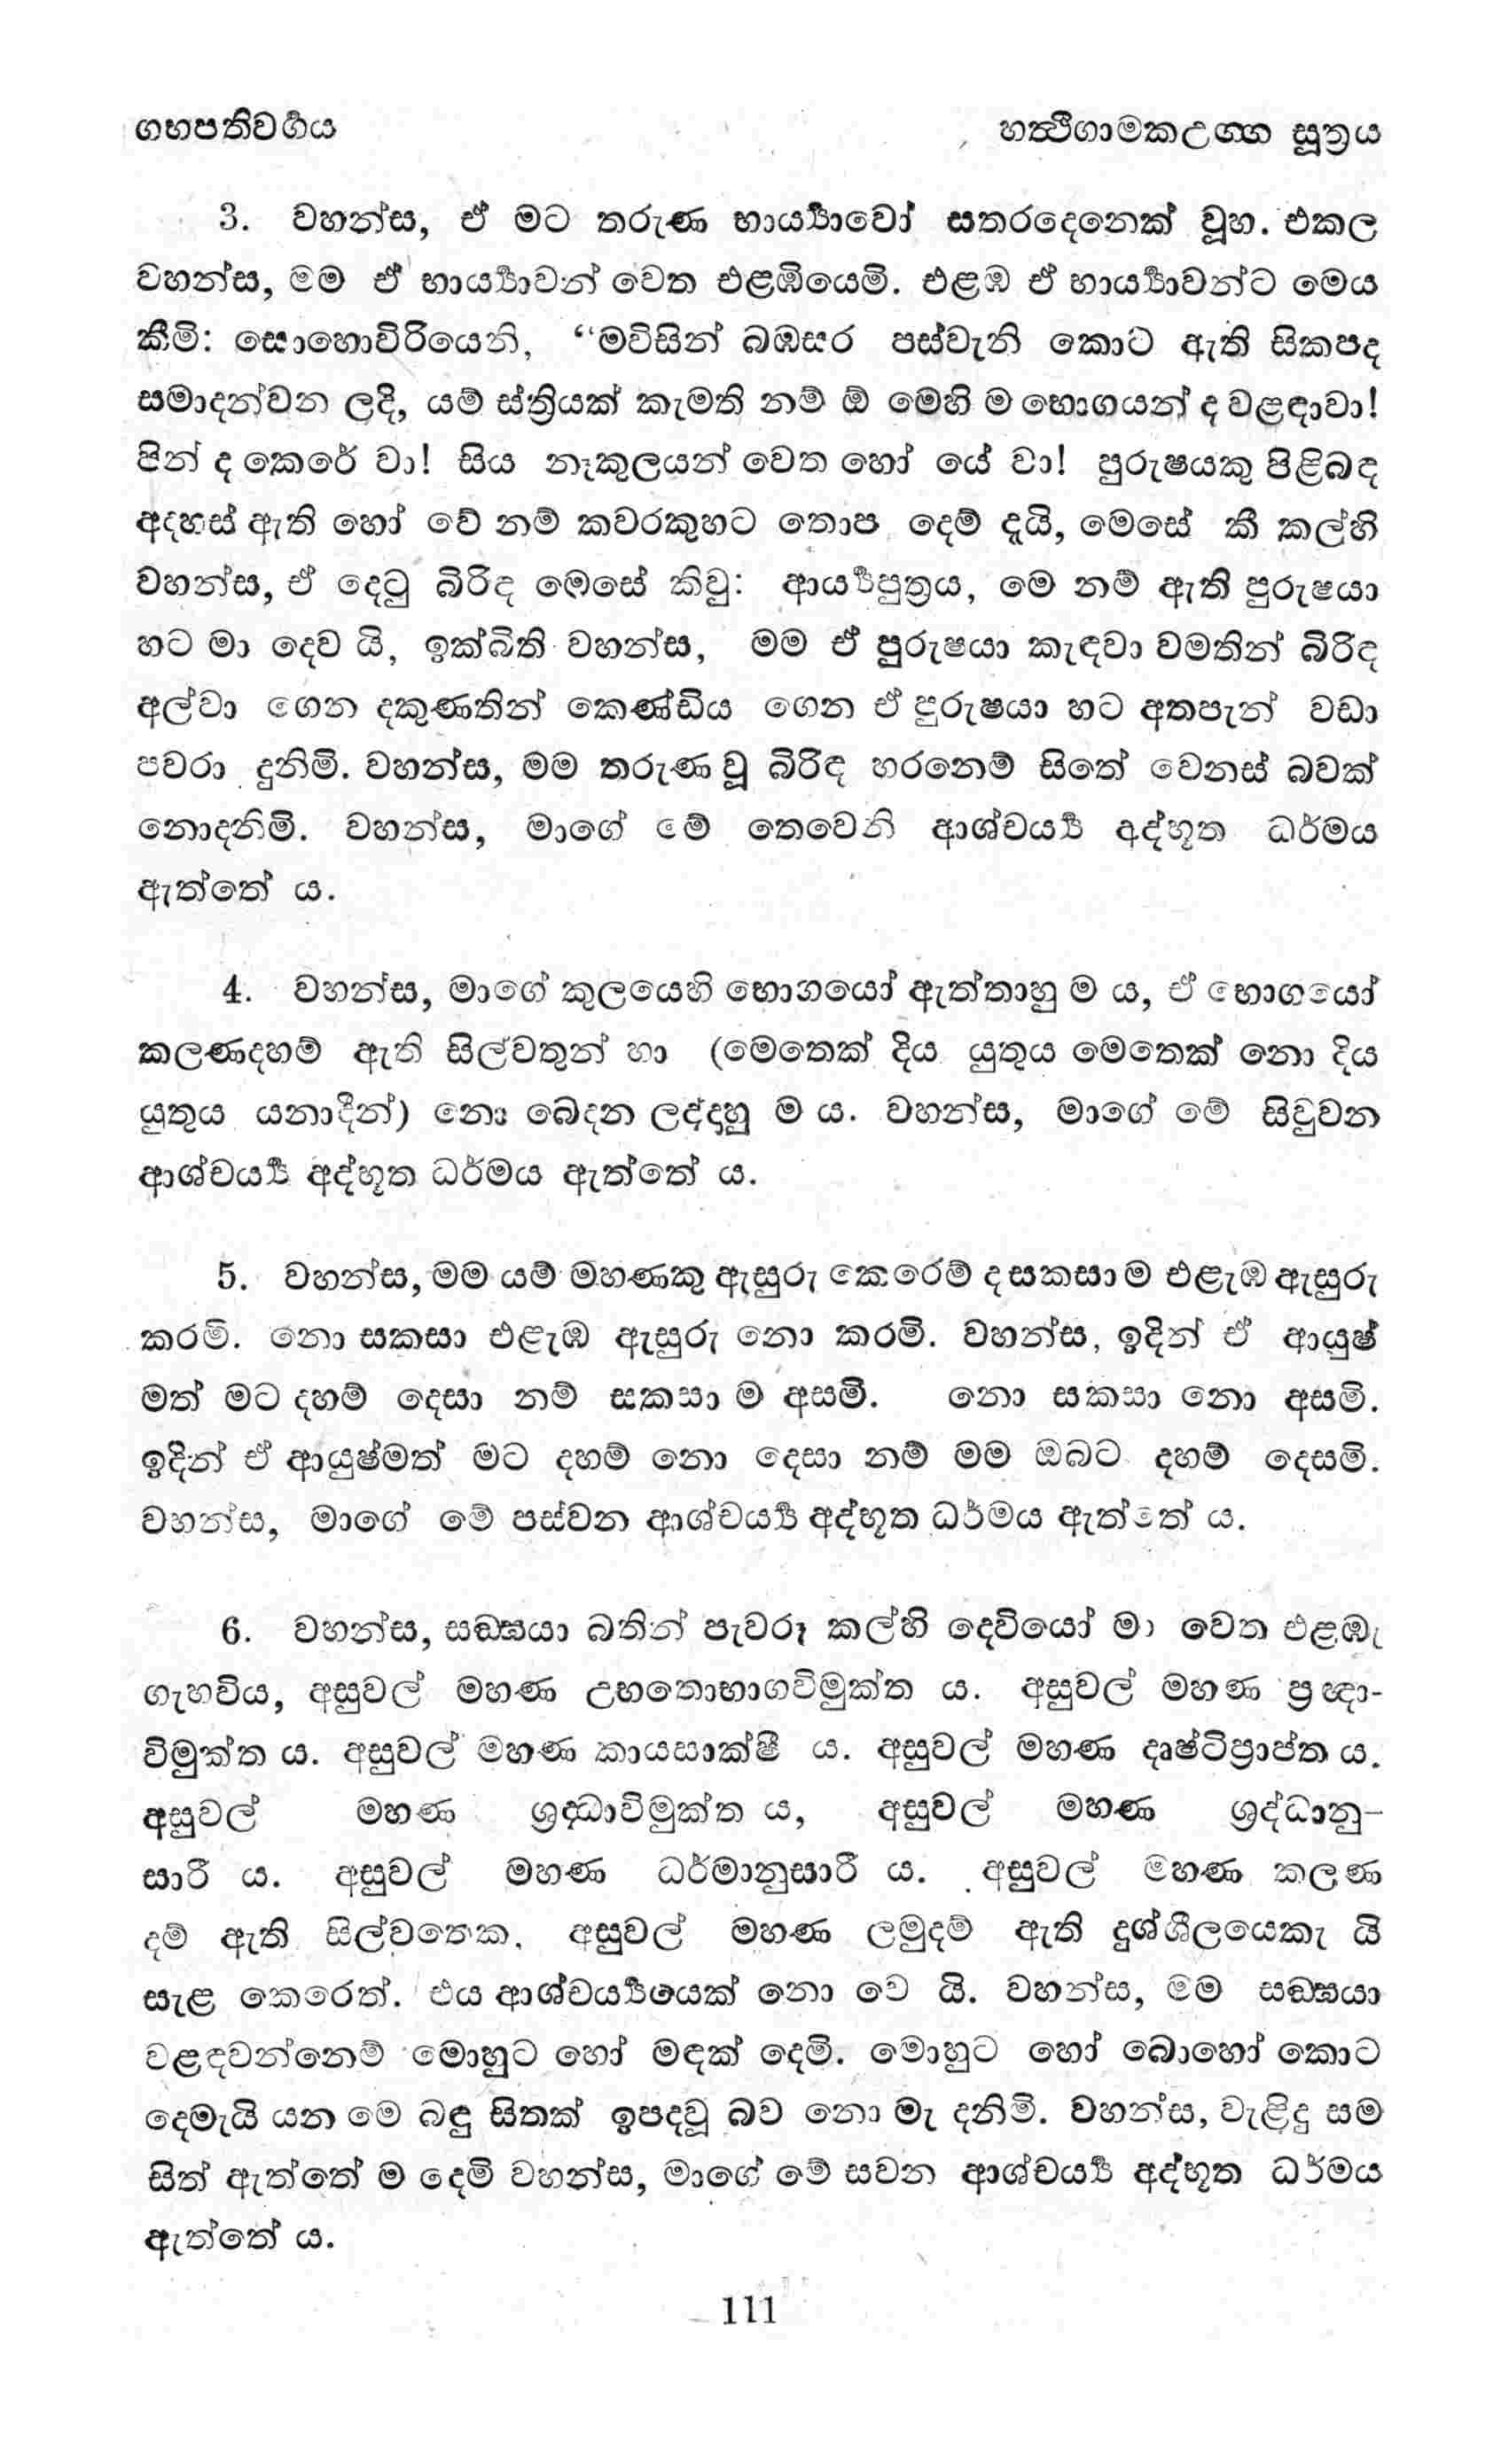 ගහපතිවර්ගය හත්ථිගාමකඋග්ග සූත්‍රය
3. වහන්ස, ඒ මට තරුණ භාර්‍ය්‍යාවෝ සතරදෙනෙක් වූහ. එකල
වහන්ස, මම ඒ භාර්‍ය්‍යාවන් වෙත එළඹියෙමි. එළඹ ඒ භාර්‍ය්‍යාවන්ට මෙය
කීමි: සොහොවිරියෙනි, “මවිසින් බඹසර පස්වැනි කොට ඇති සිකපද
සමාදන්වන ලදි, යම් ස්ත්‍රියක් කැමති නම් ඕ මෙහි ම භොගයන් ද වළඳාවා!
පින් ද කෙරේ වා! සිය නෑකුලයන් වෙත හෝ යේ වා! පුරුෂයකු පිළිබඳ
අදහස් ඇති හෝ වේ නම් කවරකුහට තොප දෙම් දැයි, මෙසේ කී කල්හි
වහන්ස, ඒ දෙටු බිරිඳ මෙසේ කිවු: ආර්‍ය්‍යපුත්‍රය, මෙ නම් ඇති පුරුෂයා
හට මා දෙව යි, ඉක්බිති වහන්ස, මම ඒ පුරුෂයා කැඳවා වමතින් බිරිඳ
අල්වා ගෙන දකුණතින් කෙණ්ඩිය ගෙන ඒ පුරුෂයා හට අතපැන් වඩා
පවරා දුනිමි. වහන්ස, මම තරුණ වූ බිරිඳ හරනෙම් සිතේ වෙනස් බවක්
නොදනිමි. වහන්ස, මාගේ මේ තෙවෙනි ආශ්චර්‍ය්‍ය අද්භූත ධර්මය
ඇත්තේ ය.
4. වහන්ස, මාගේ කුලයෙහි භොගයෝ ඇත්තාහු ම ය, ඒ භොගයෝ
කලණදහම් ඇති සිල්වතුන් හා (මෙතෙක් දිය යුතුය මෙතෙක් නො දිය
යුතුය යනාදීන්) නො බෙදන ලද්දාහු ම ය. වහන්ස, මාගේ මේ සිවුවන
ආශ්චර්‍ය්‍ය අද්භූත ධර්මය ඇත්තේ ය.
5. වහන්ස, මම යම් මහණකු ඇසුරු කෙරෙම් ද සකසා ම එළැඹ ඇසුරු
කරමි. නො සකසා එළැඹ ඇසුරු නො කරමි. වහන්ස, ඉදින් ඒ ආයුෂ්
මත් මට දහම් දෙසා නම් සකසා ම අසමි. නො සකසා නො අසමි.
ඉදින් ඒ ආයුෂ්මත් මට දහම් නො දෙසා නම් මම ඔබට දහම් දෙසමි.
වහන්ස, මාගේ මේ පස්වන ආශ්චර්‍ය්‍ය අද්භූත ධර්මය ඇත්තේ ය.
6. වහන්ස, සඞ්ඝයා බතින් පැවරූ කල්හි දෙවියෝ මා වෙත එළඹැ
ගැහවිය, අසුවල් මහණ උභතොභාගවිමුක්ත ය. අසුවල් මහණ ප්‍රඥා-
විමුක්ත ය. අසුවල් මහණ කායසාක්ෂී ය. අසුවල් මහණ දෘෂ්ටිප්‍රාප්ත ය.
අසුවල් මහණ ශ්‍රද්ධාවිමුක්ත ය, අසුවල් මහණ ශ්‍රද්ධානු-
සාරී ය. අසුවල් මහණ ධර්මානුසාරී ය. අසුවල් මහණ කලණ
දම් ඇති සිල්වතෙක. අසුවල් මහණ ලමුදම් ඇති දුශ්ශීලයෙකැ යි
සැළ කෙරෙත්. එය ආශ්චර්‍ය්‍යයෙක් නො වෙ යි. වහන්ස, මම සඞ්ඝයා
වළඳවන්නෙම් මොහුට හෝ මඳක් දෙමි. මොහුට හෝ බොහෝ කොට
දෙමැයි යන මෙ බඳු සිතක් ඉපදවූ බව නො මැ දනිමි. වහන්ස, වැළිදු සම
සිත් ඇත්තේ ම දෙමි වහන්ස, මාගේ මේ සවන ආශ්චර්‍ය්‍ය අද්භූත ධර්මය
ඇත්තේ ය.
111